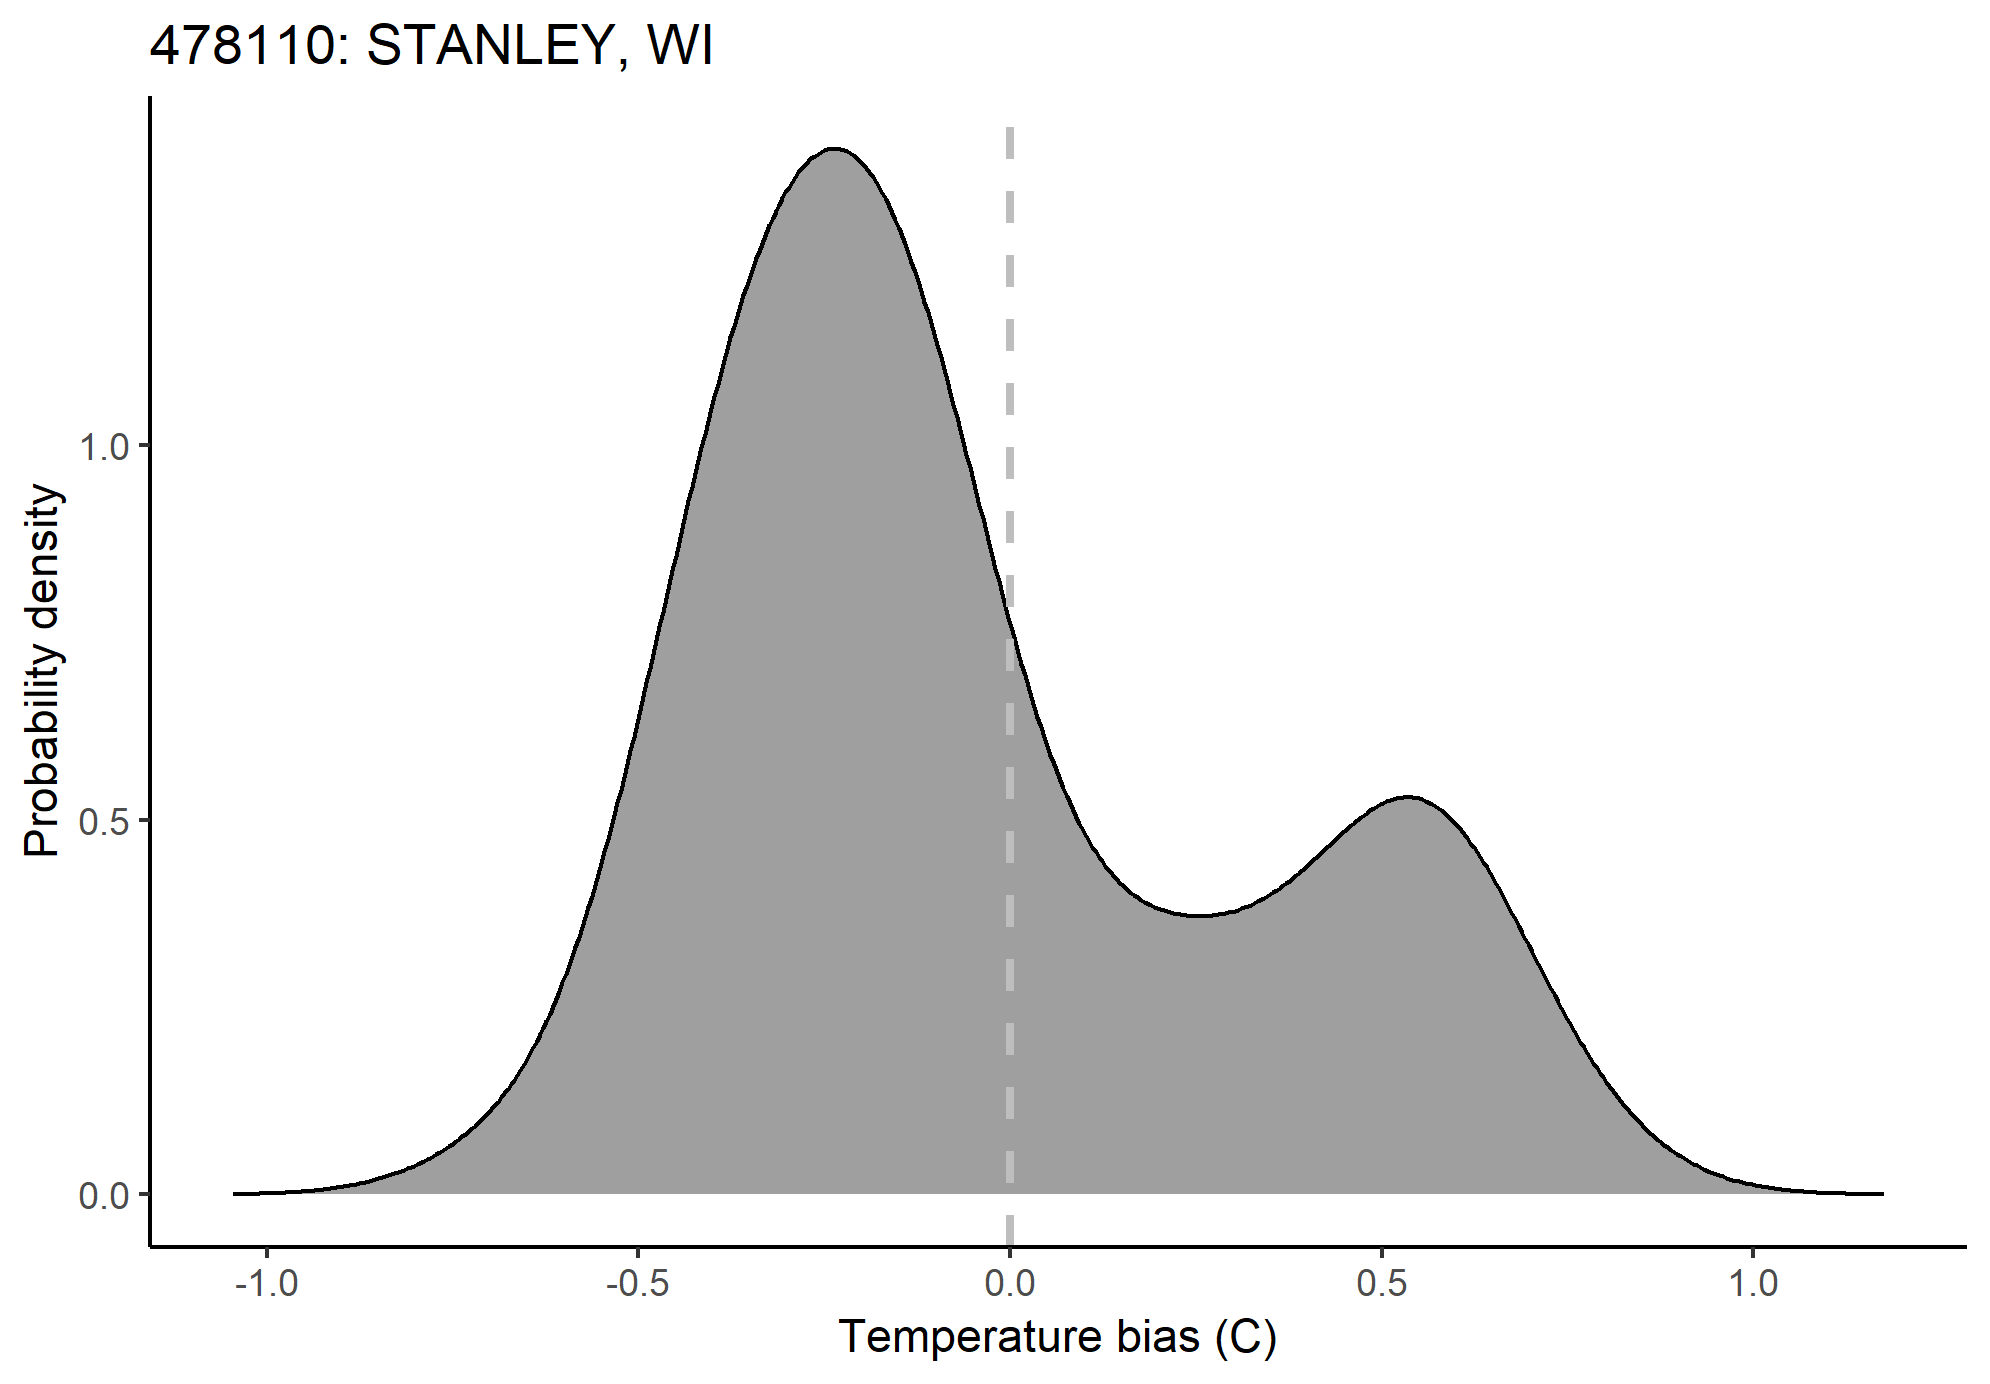 478110: STANLEY, WI
Probability density
1.0
0.5
0.0
-1.0 -0.5 0.0 0.5 1.0
Temperature bias (C)